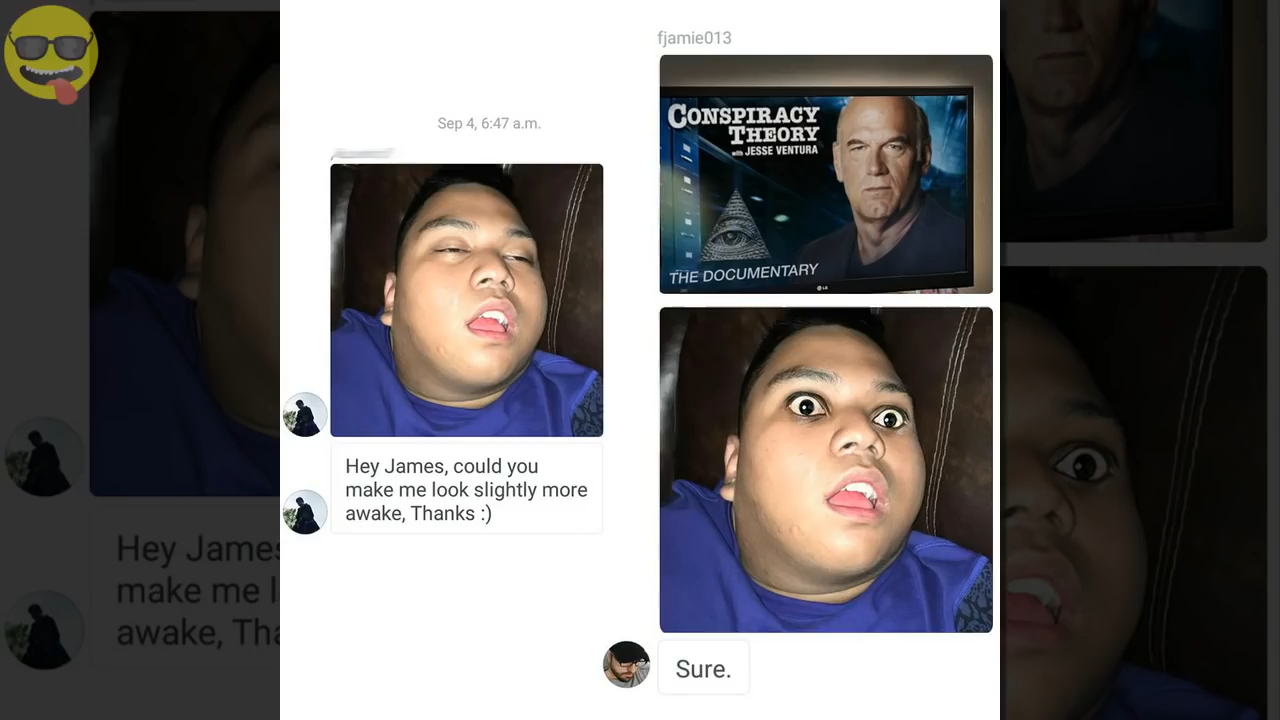 fjamie013
Sep 4, 6:47 a.m.
CONSPIRACY
THEORY
with JESSE VENTURA
THE DOCUMENTARY
LG
Hey James, could you
make me look slightly more
awake, Thanks :)
Sure.
Hey James
make me l
awake, Tha